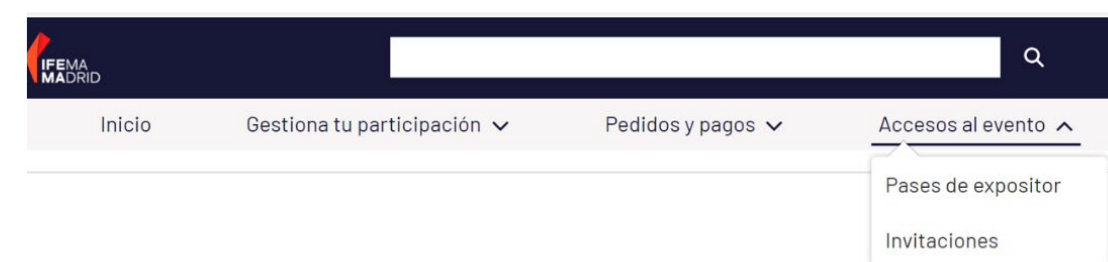 IFEMA
MADRID
Inicio Gestiona tu participación Pedidos y pagos Accesos al evento
Pases de expositor
Invitaciones